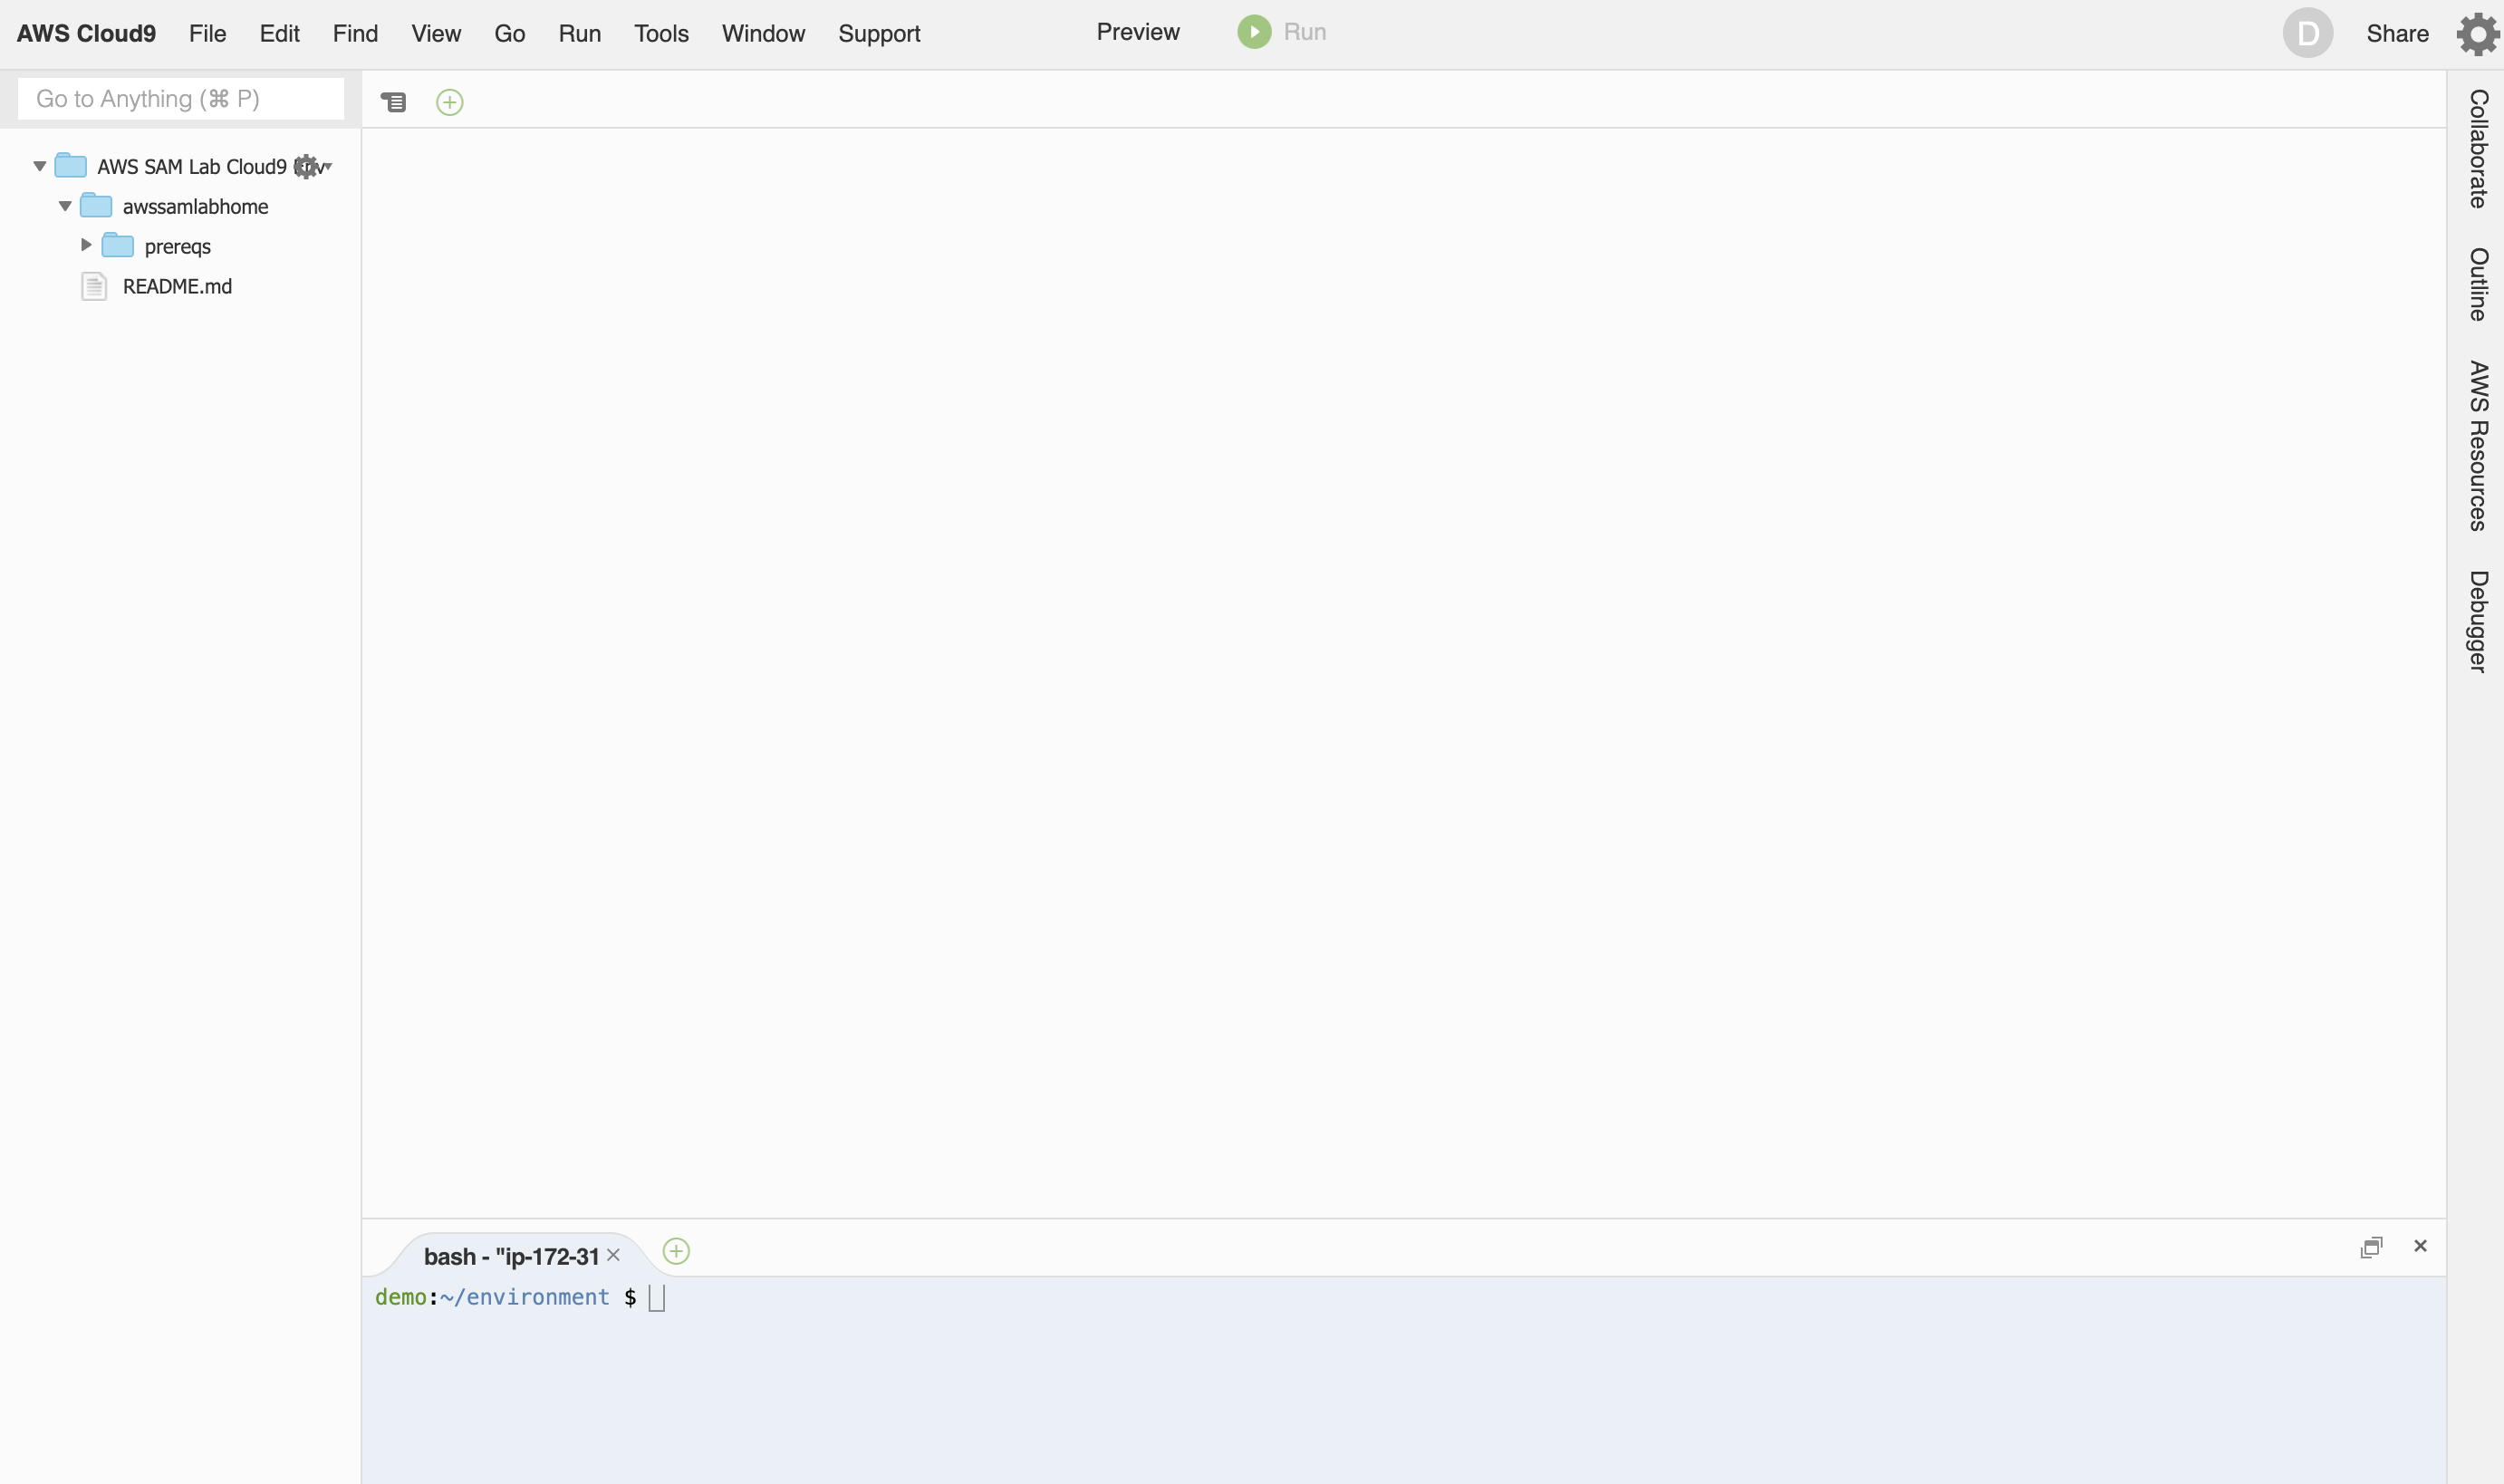 AWS Cloud9 File Edit Find View Go Run Tools Window Support Preview Run D Share
Go to Anything (⌘ P)
AWS SAM Lab Cloud9 Env
awssamlabhome
prereqs
README.md
Collaborate
Outline
AWS Resources
Debugger
bash - "ip-172-31
demo:~/environment $